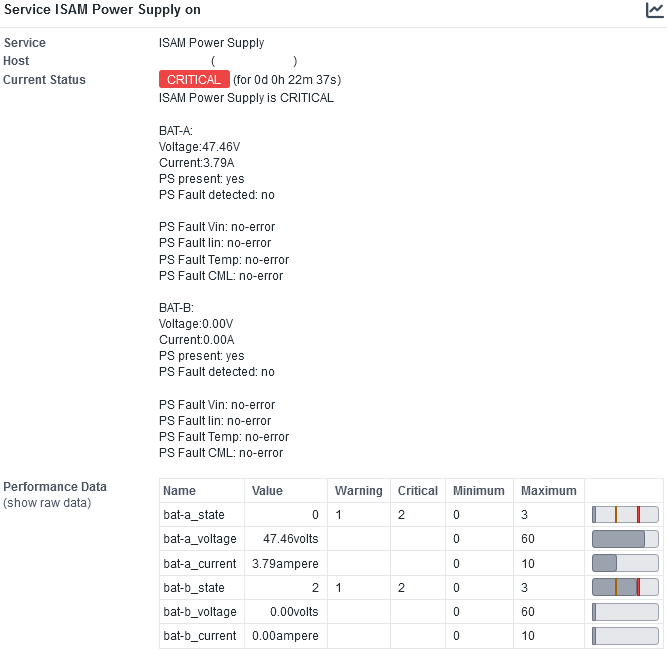 Service ISAM Power Supply on
Service ISAM Power Supply
Host ( )
Current Status CRITICAL (for 0d 0h 22m 37s)
ISAM Power Supply is CRITICAL
BAT-A:
Voltage:47.46V
Current:3.79A
PS present: yes
PS Fault detected: no
PS Fault Vin: no-error
PS Fault Iin: no-error
PS Fault Temp: no-error
PS Fault CML: no-error
BAT-B:
Voltage:0.00V
Current:0.00A
PS present: yes
PS Fault detected: no
PS Fault Vin: no-error
PS Fault Iin: no-error
PS Fault Temp: no-error
PS Fault CML: no-error
Performance Data
(show raw data)
Name Value Warning Critical Minimum Maximum
bat-a_state 0 1 2 0 3
bat-a_voltage 47.46volts 0 60
bat-a_current 3.79ampere 0 10
bat-b_state 2 1 2 0 3
bat-b_voltage 0.00volts 0 60
bat-b_current 0.00ampere 0 10